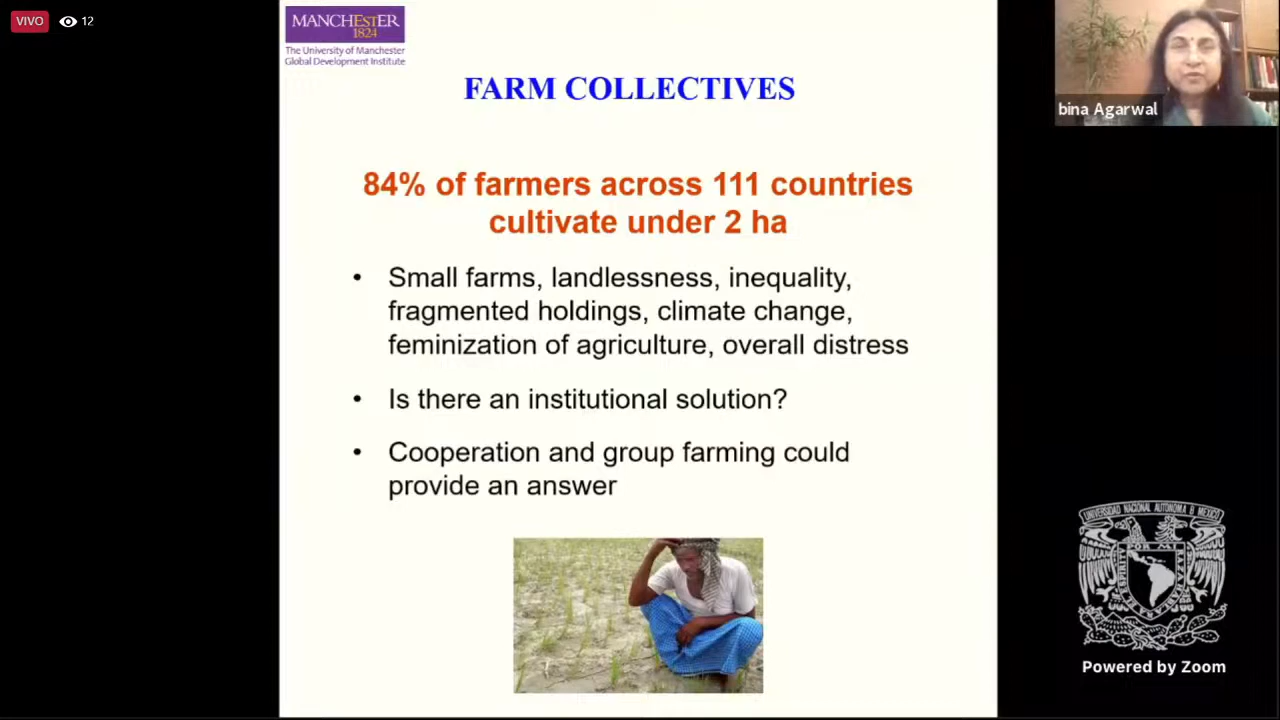 VIVO 12
MANCHESTER
1824
The University of Manchester
Global Development Institute
bina Agarwal
FARM COLLECTIVES
84% of farmers across 111 countries
cultivate under 2 ha
• Small farms, landlessness, inequality,
fragmented holdings, climate change,
feminization of agriculture, overall distress
• Is there an institutional solution?
• Cooperation and group farming could
provide an answer
Powered by Zoom